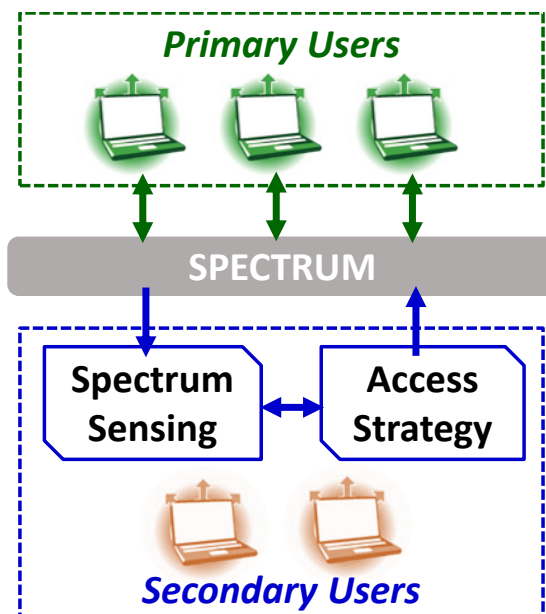 Primary Users
SPECTRUM
Spectrum
Sensing
Access
Strategy
Secondary Users